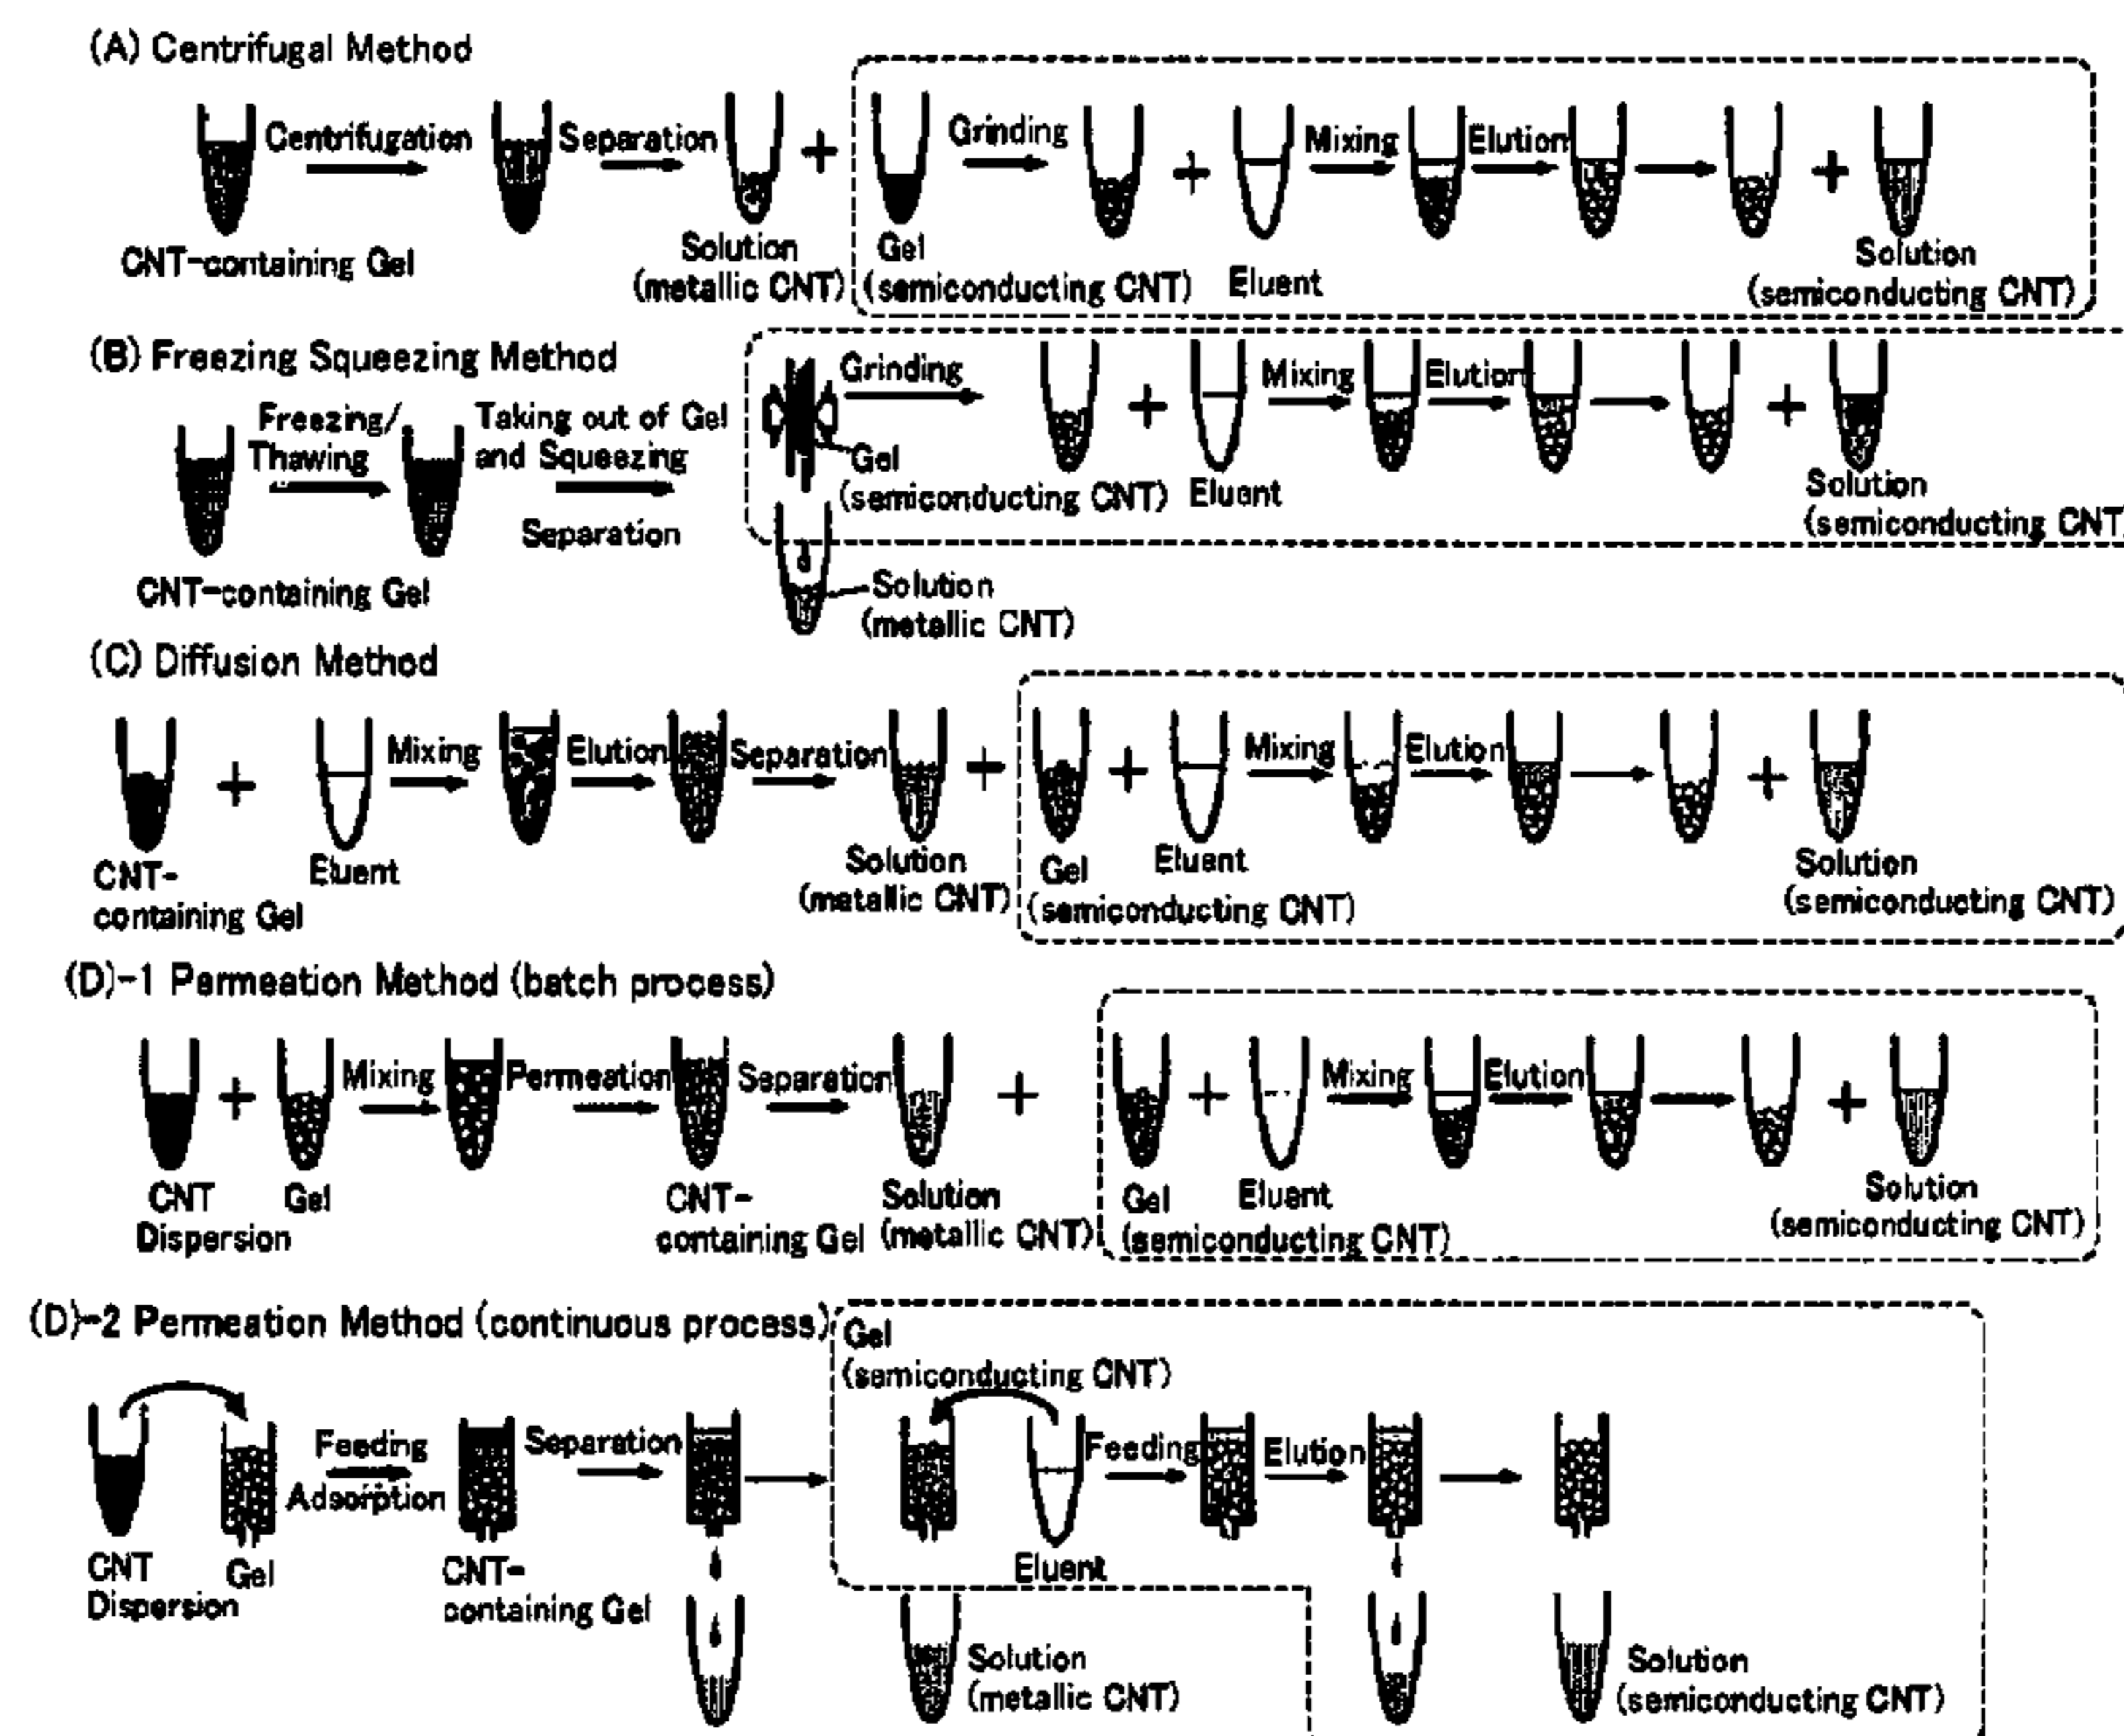 (A) Centrifugal Method
Centrifugation
Separation
Grinding
Mixing
Elution
CNT-containing Gel
Solution
(metallic CNT)
Gel
(semiconducting CNT)
Eluent
Solution
(semiconducting CNT)
(B) Freezing Squeezing Method
Freezing/
Thawing
Taking out of Gel
and Squeezing
Separation
Grinding
Mixing
Elution
Gel
(semiconducting CNT)
Eluent
Solution
(semiconducting CNT
CNT-containing Gel
Solution
(metallic CNT)
(C) Diffusion Method
Mixing
Elution
Separation
Mixing
Elution
CNT-
containing Gel
Eluent
Solution
(metallic CNT)
Gel
(semiconducting CNT)
Eluent
Solution
(semiconducting CNT)
(D)-1 Permeation Method (batch process)
Mixing
Permeation
Separation
Mixing
Elution
CNT
Dispersion
Gel
CNT-
containing Gel
Solution
(metallic CNT)
Gel
(semiconducting CNT)
Eluent
Solution
(semiconducting CNT)
(D)-2 Permeation Method (continuous process)
Gel
(semiconducting CNT)
Feeding
Adsorption
Separation
Feeding
Elution
CNT
Dispersion
Gel
CNT-
containing Gel
Eluent
Solution
(metallic CNT)
Solution
(semiconducting CNT)